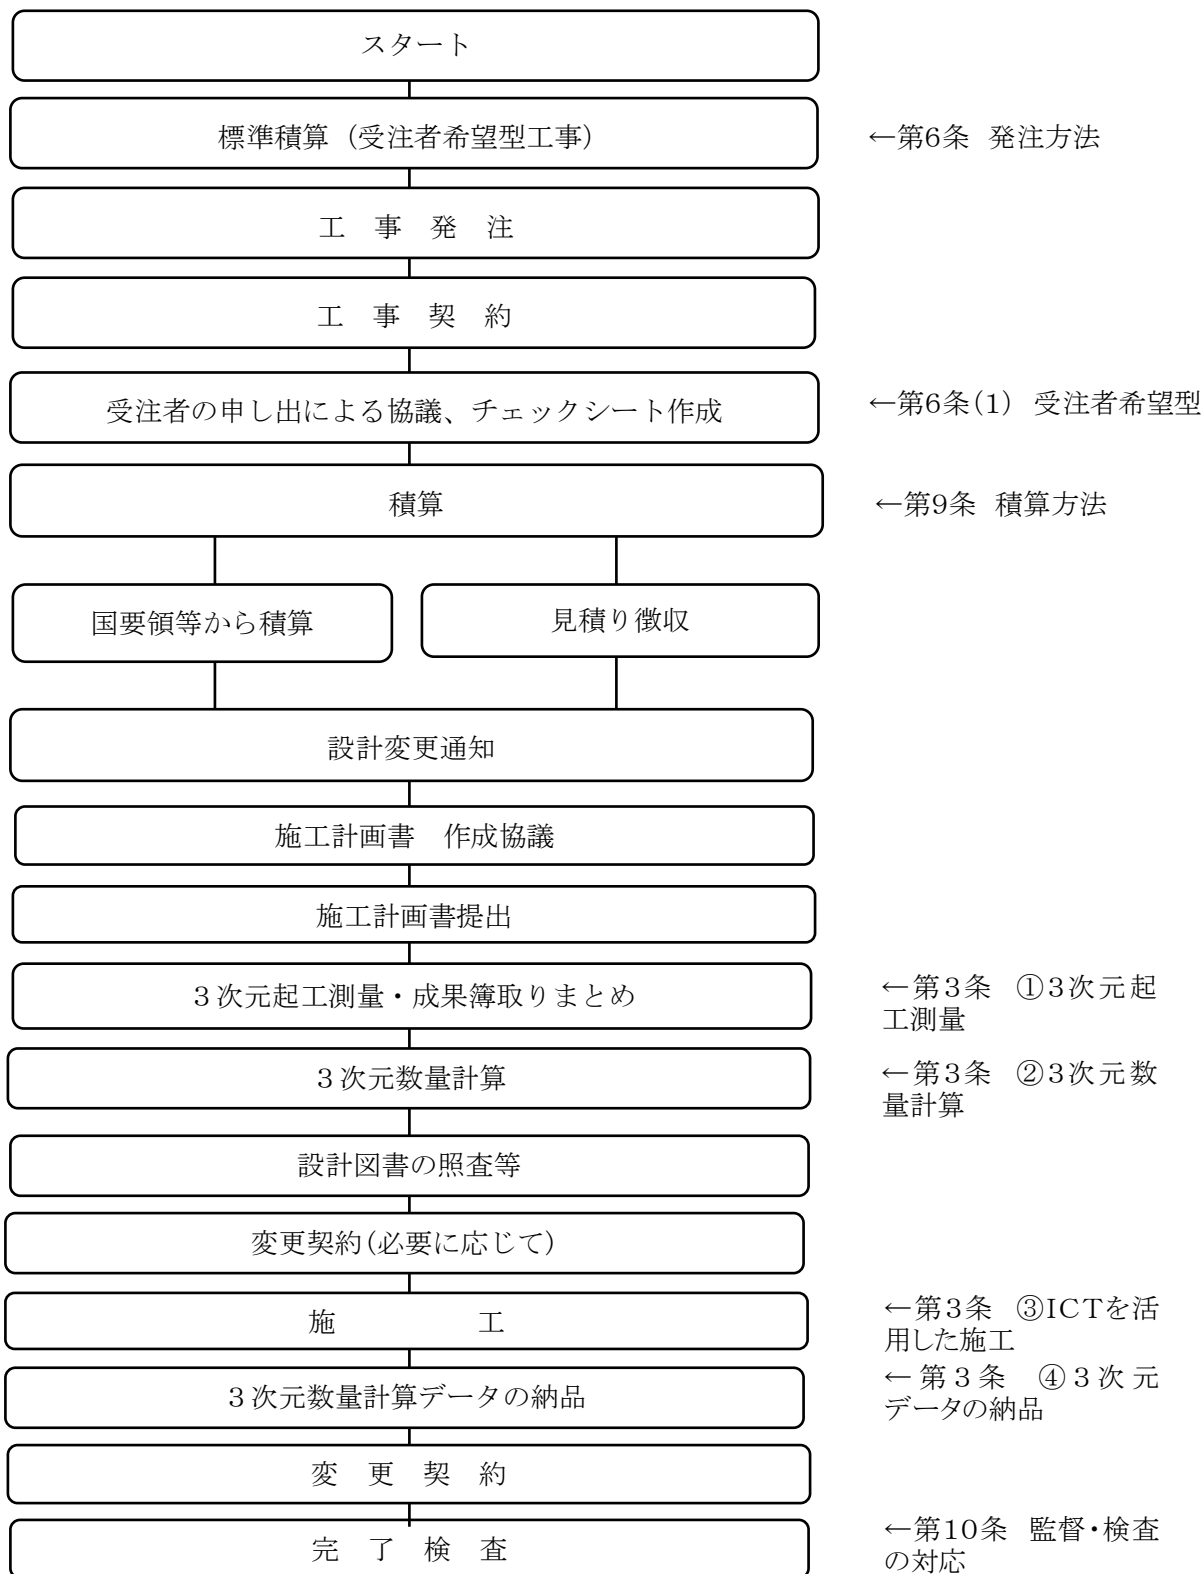 スタート
標準積算（受注者希望型工事）
←第6条　発注方法
工　事　発　注
工　事　契　約
受注者の申し出による協議、チェックシート作成
←第6条(1)　受注者希望型
積算
←第9条　積算方法
国要領等から積算
見積り徴収
設計変更通知
施工計画書　作成協議
施工計画書提出
３次元起工測量・成果簿取りまとめ
←第３条　①３次元起
工測量
３次元数量計算
←第３条　②３次元数
量計算
設計図書の照査等
変更契約(必要に応じて)
施　　　　　工
←第３条　③ICTを活
用した施工
３次元数量計算データの納品
←第３条　④３次元
データの納品
変　更　契　約
完　了　検　査
←第10条　監督・検査
の対応